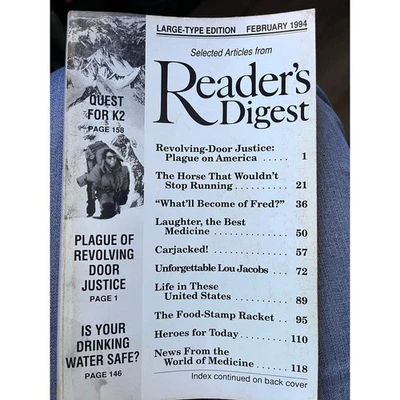 LARGE-TYPE EDITION FEBRUARY 1994
Selected Articles from
Reader's
Digest
QUEST
FOR K2
PAGE 158
PLAGUE OF
REVOLVING
DOOR
JUSTICE
PAGE 1
IS YOUR
DRINKING
WATER SAFE?
PAGE 146
Revolving-Door Justice:
Plague on America ..... 1
The Horse That Wouldn't
Stop Running ......... 21
"What'll Become of Fred?" 36
Laughter, the Best
Medicine ............ 50
Carjacked! ............ 57
Unforgettable Lou Jacobs .. 72
Life in These
United States ......... 89
The Food-Stamp Racket .. 95
Heroes for Today ....... 110
News From the
World of Medicine ..... 118
Index continued on back cover